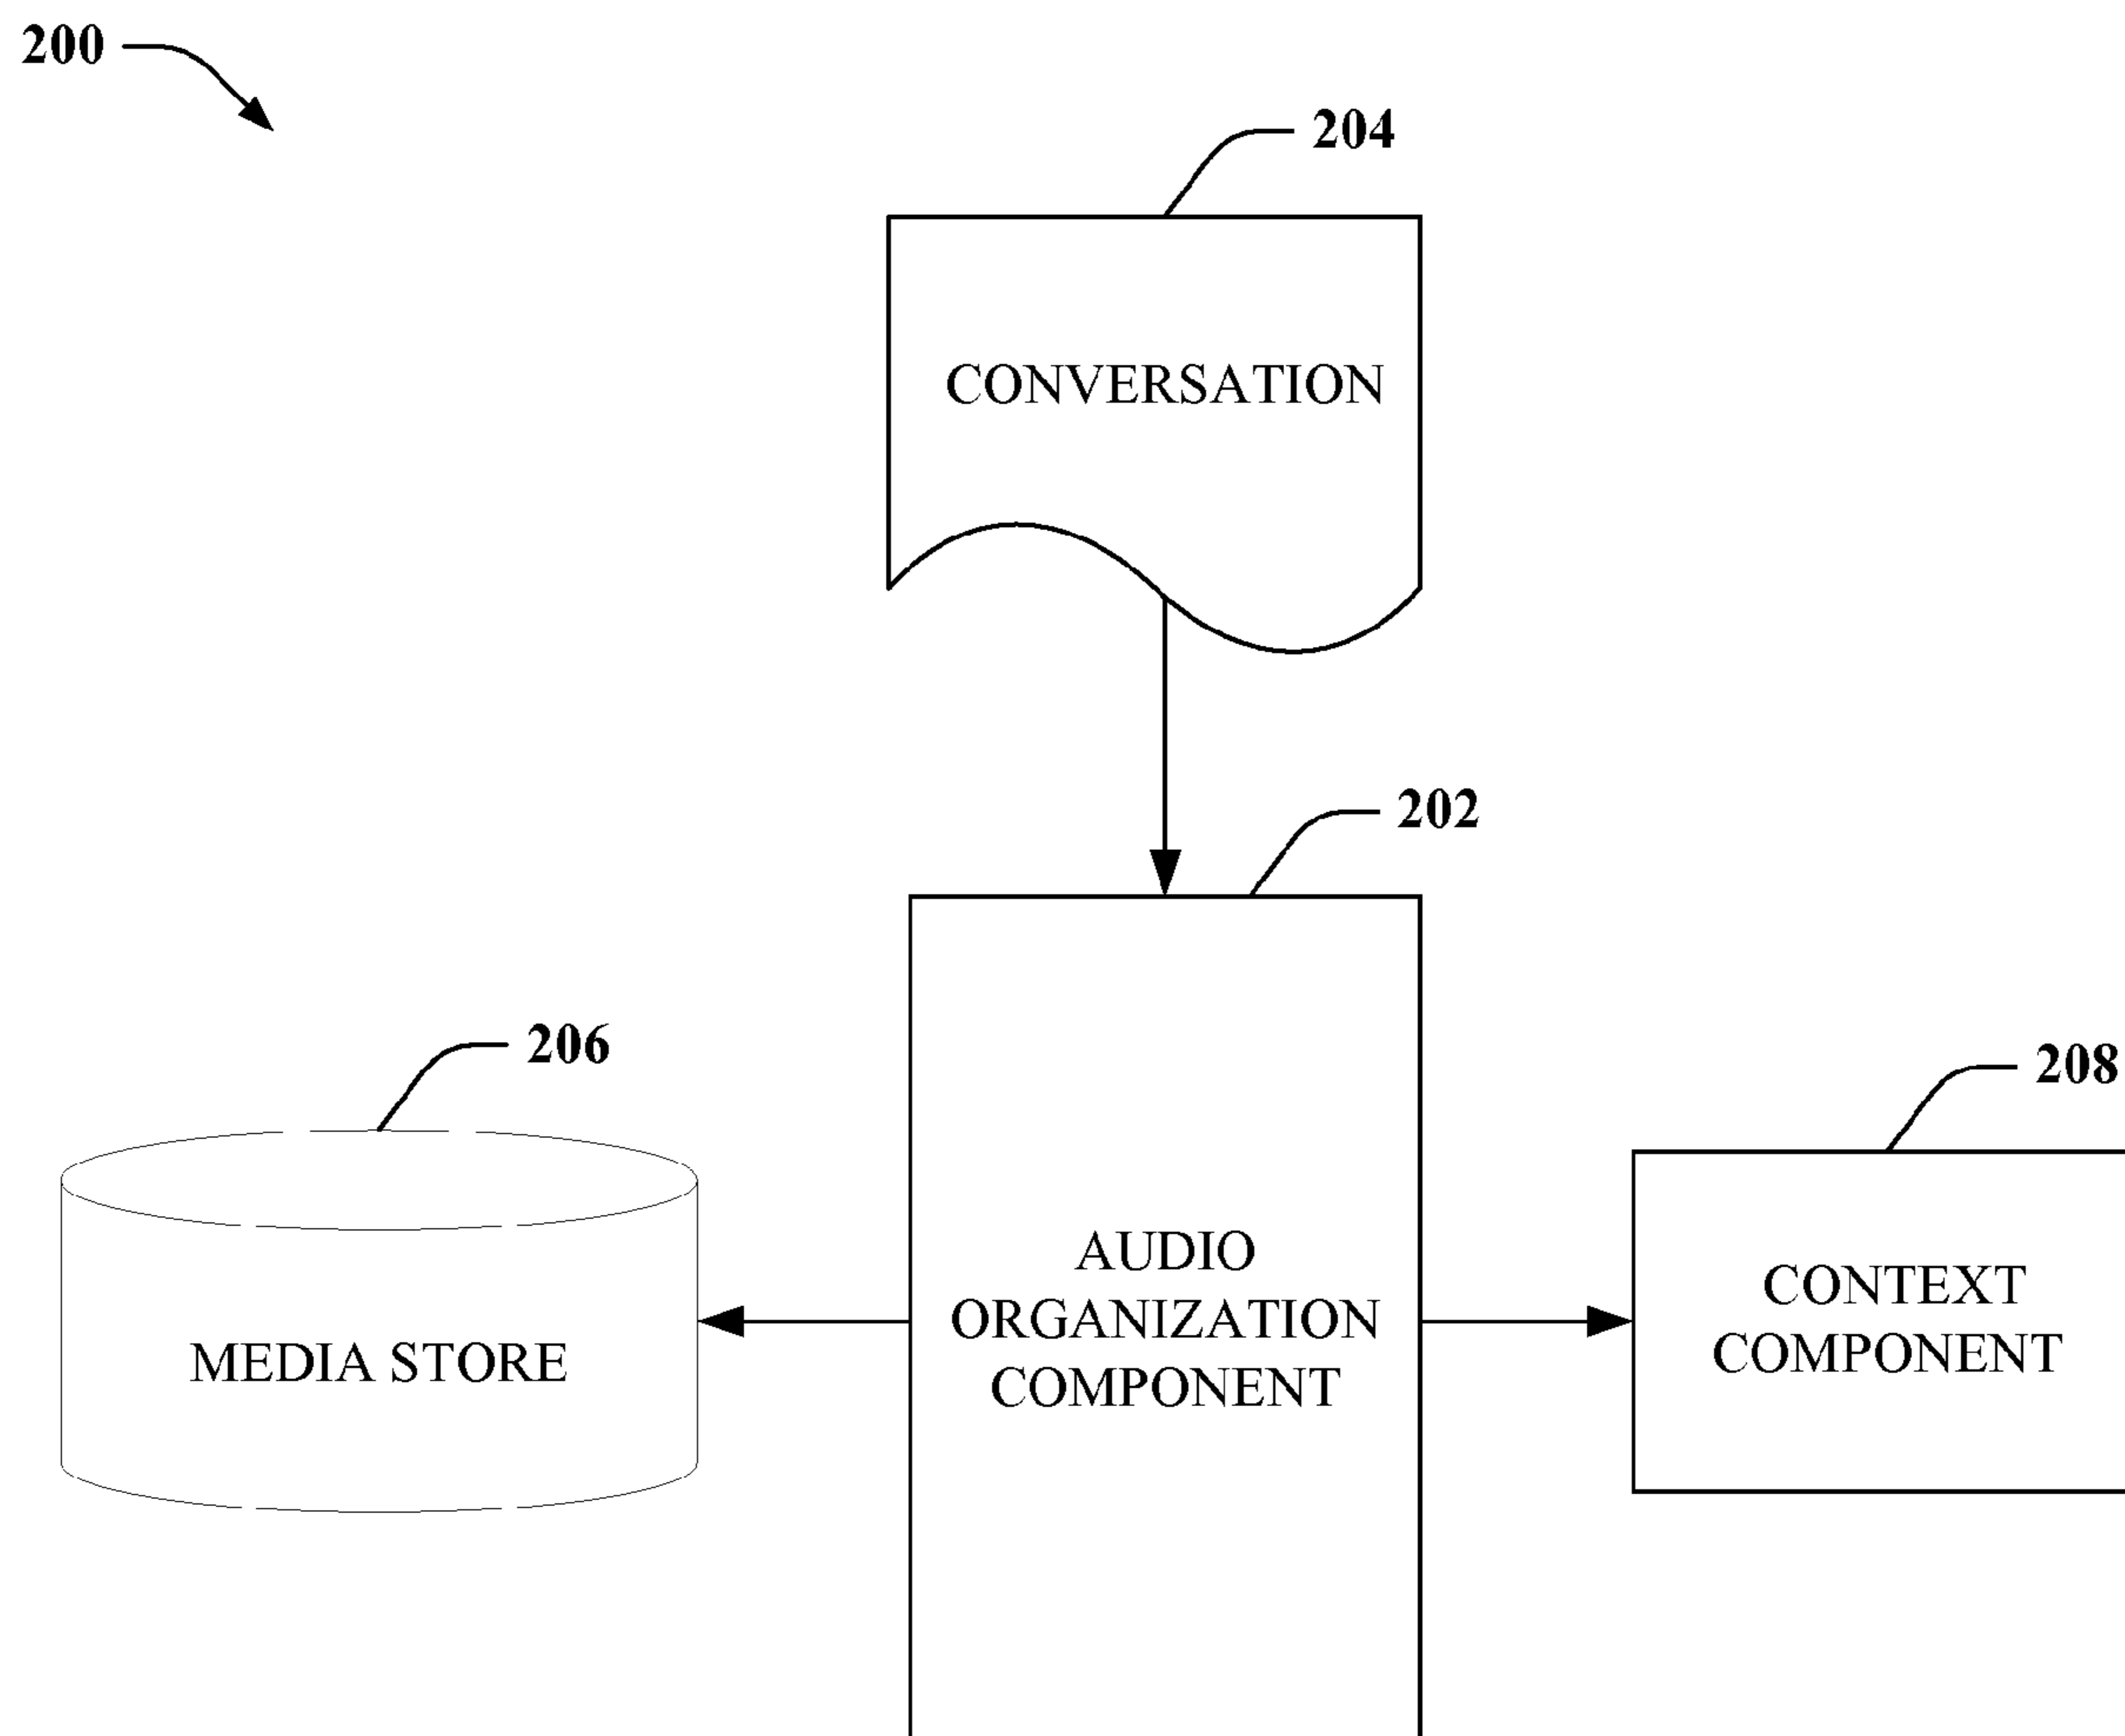 200
204
CONVERSATION
202
206
208
AUDIO
ORGANIZATION
COMPONENT
CONTEXT
COMPONENT
MEDIA STORE